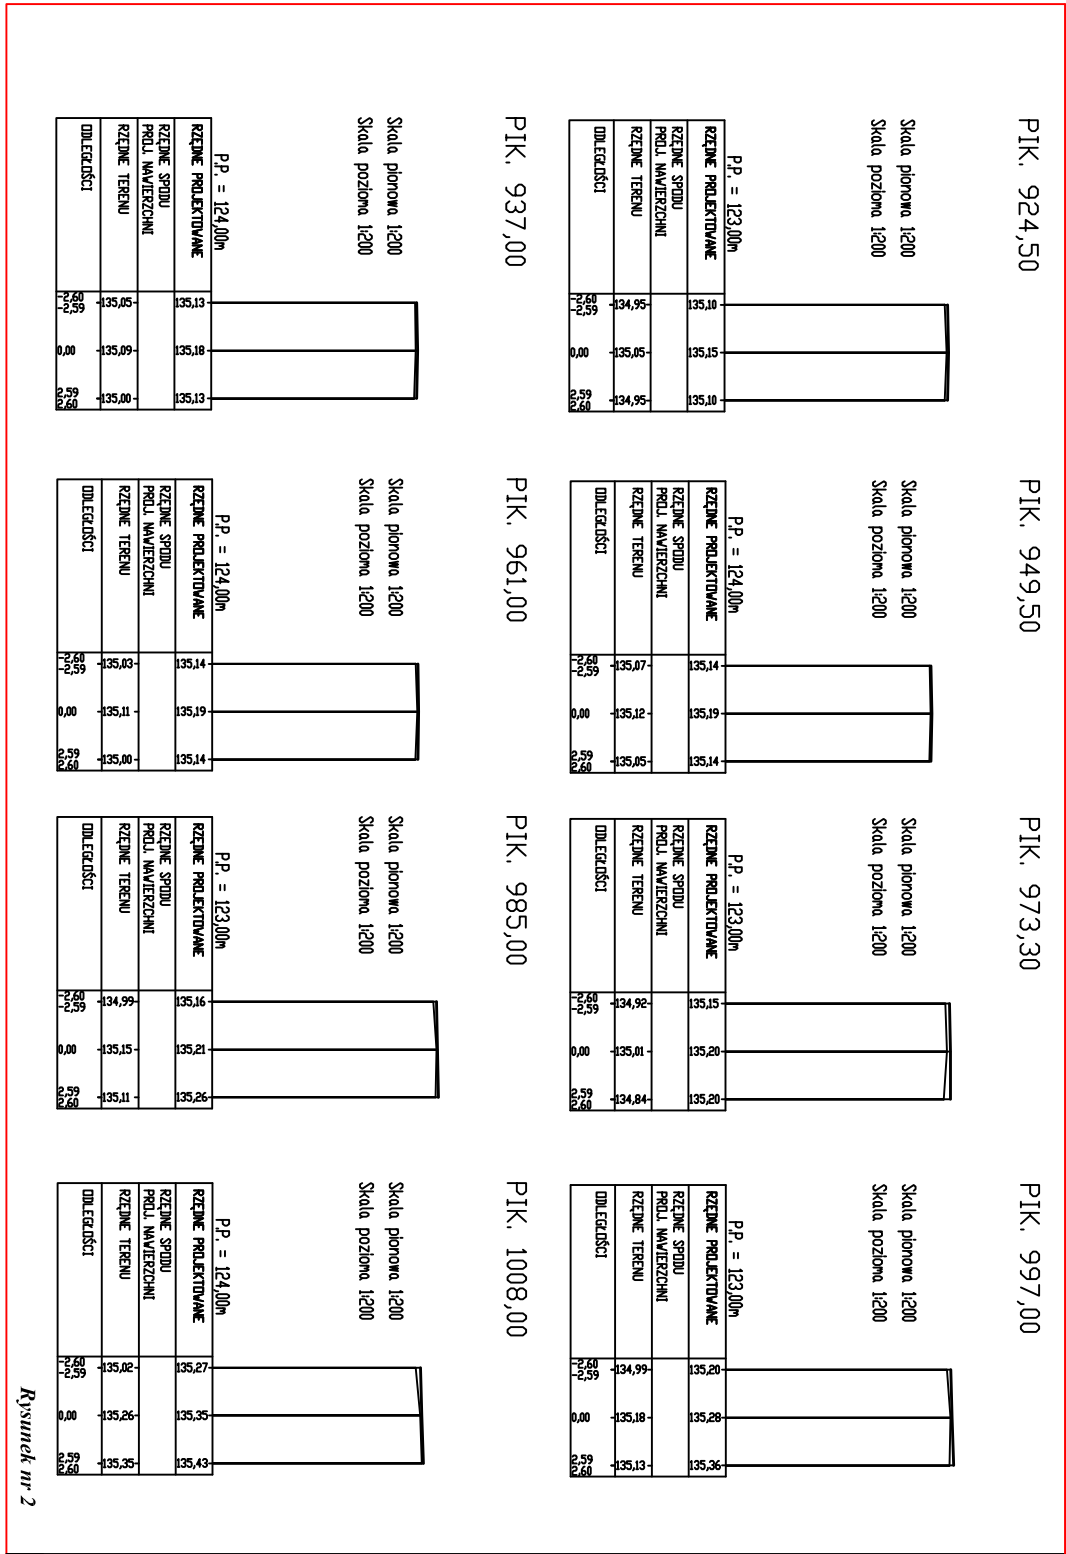 PIK. 924,50
Skala pionowa 1:200
Skala pozioma 1:200
P.P. = 123,00m
RZĘDNE PROJEKTOWANE 135,10 135,15 135,10
RZĘDNE SPODU
PROJ. NAWIERZCHNI
RZĘDNE TERENU 134,95 135,05 134,95
ODLEGŁOŚCI -2,60 -2,59 0,00 2,59 2,60
PIK. 949,50
Skala pionowa 1:200
Skala pozioma 1:200
P.P. = 124,00m
RZĘDNE PROJEKTOWANE 135,14 135,19 135,14
RZĘDNE SPODU
PROJ. NAWIERZCHNI
RZĘDNE TERENU 135,07 135,12 135,05
ODLEGŁOŚCI -2,60 -2,59 0,00 2,59 2,60
PIK. 973,30
Skala pionowa 1:200
Skala pozioma 1:200
P.P. = 123,00m
RZĘDNE PROJEKTOWANE 135,15 135,20 135,20
RZĘDNE SPODU
PROJ. NAWIERZCHNI
RZĘDNE TERENU 134,92 135,01 134,84
ODLEGŁOŚCI -2,60 -2,59 0,00 2,59 2,60
PIK. 997,00
Skala pionowa 1:200
Skala pozioma 1:200
P.P. = 123,00m
RZĘDNE PROJEKTOWANE 135,20 135,28 135,36
RZĘDNE SPODU
PROJ. NAWIERZCHNI
RZĘDNE TERENU 134,99 135,18 135,13
ODLEGŁOŚCI -2,60 -2,59 0,00 2,59 2,60
PIK. 937,00
Skala pionowa 1:200
Skala pozioma 1:200
P.P. = 124,00m
RZĘDNE PROJEKTOWANE 135,13 135,18 135,13
RZĘDNE SPODU
PROJ. NAWIERZCHNI
RZĘDNE TERENU 135,05 135,09 135,00
ODLEGŁOŚCI -2,60 -2,59 0,00 2,59 2,60
PIK. 961,00
Skala pionowa 1:200
Skala pozioma 1:200
P.P. = 124,00m
RZĘDNE PROJEKTOWANE 135,14 135,19 135,14
RZĘDNE SPODU
PROJ. NAWIERZCHNI
RZĘDNE TERENU 135,03 135,11 135,00
ODLEGŁOŚCI -2,60 -2,59 0,00 2,59 2,60
PIK. 985,00
Skala pionowa 1:200
Skala pozioma 1:200
P.P. = 123,00m
RZĘDNE PROJEKTOWANE 135,16 135,21 135,26
RZĘDNE SPODU
PROJ. NAWIERZCHNI
RZĘDNE TERENU 134,99 135,15 135,11
ODLEGŁOŚCI -2,60 -2,59 0,00 2,59 2,60
PIK. 1008,00
Skala pionowa 1:200
Skala pozioma 1:200
P.P. = 124,00m
RZĘDNE PROJEKTOWANE 135,27 135,35 135,43
RZĘDNE SPODU
PROJ. NAWIERZCHNI
RZĘDNE TERENU 135,02 135,26 135,35
ODLEGŁOŚCI -2,60 -2,59 0,00 2,59 2,60
Rysunek nr 2